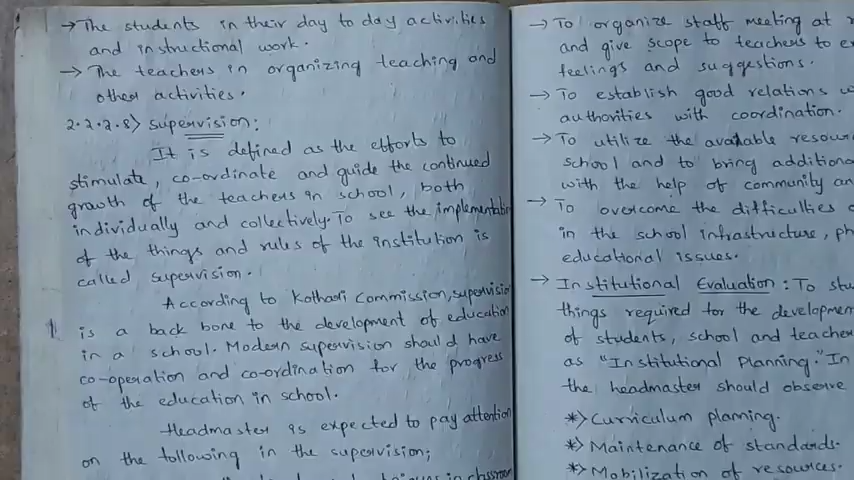 → The students in their day to day activities
and instructional work.
→ The teachers in organizing teaching and
other activities.
2.2.2.8) Supervision:
It is defined as the efforts to
stimulate, co-ordinate and guide the continued
growth of the teachers in school, both
individually and collectively. To see the implementation
of the things and rules of the institution is
called supervision.
According to Kothari Commission, supervision
is a back bone to the development of education
in a school. Modern supervision should have
co-operation and co-ordination for the progress
of the education in school.
Headmaster is expected to pay attention
on the following in the supervision;
in classroom
→ To organize staff meeting at
and give scope to teachers to
feelings and suggestions.
→ To establish good relations
authorities with coordination.
→ To utilize the available
school and to bring
with the help of community
→ To overcome the difficulties
in the school infrastructure,
educational issues.
→ Institutional Evaluation: To
things required for the
of students, school and
as "Institutional planning." In
the headmaster should observe
*) Curriculum planning.
*) Maintenance of standards.
*) Mobilization of resources.